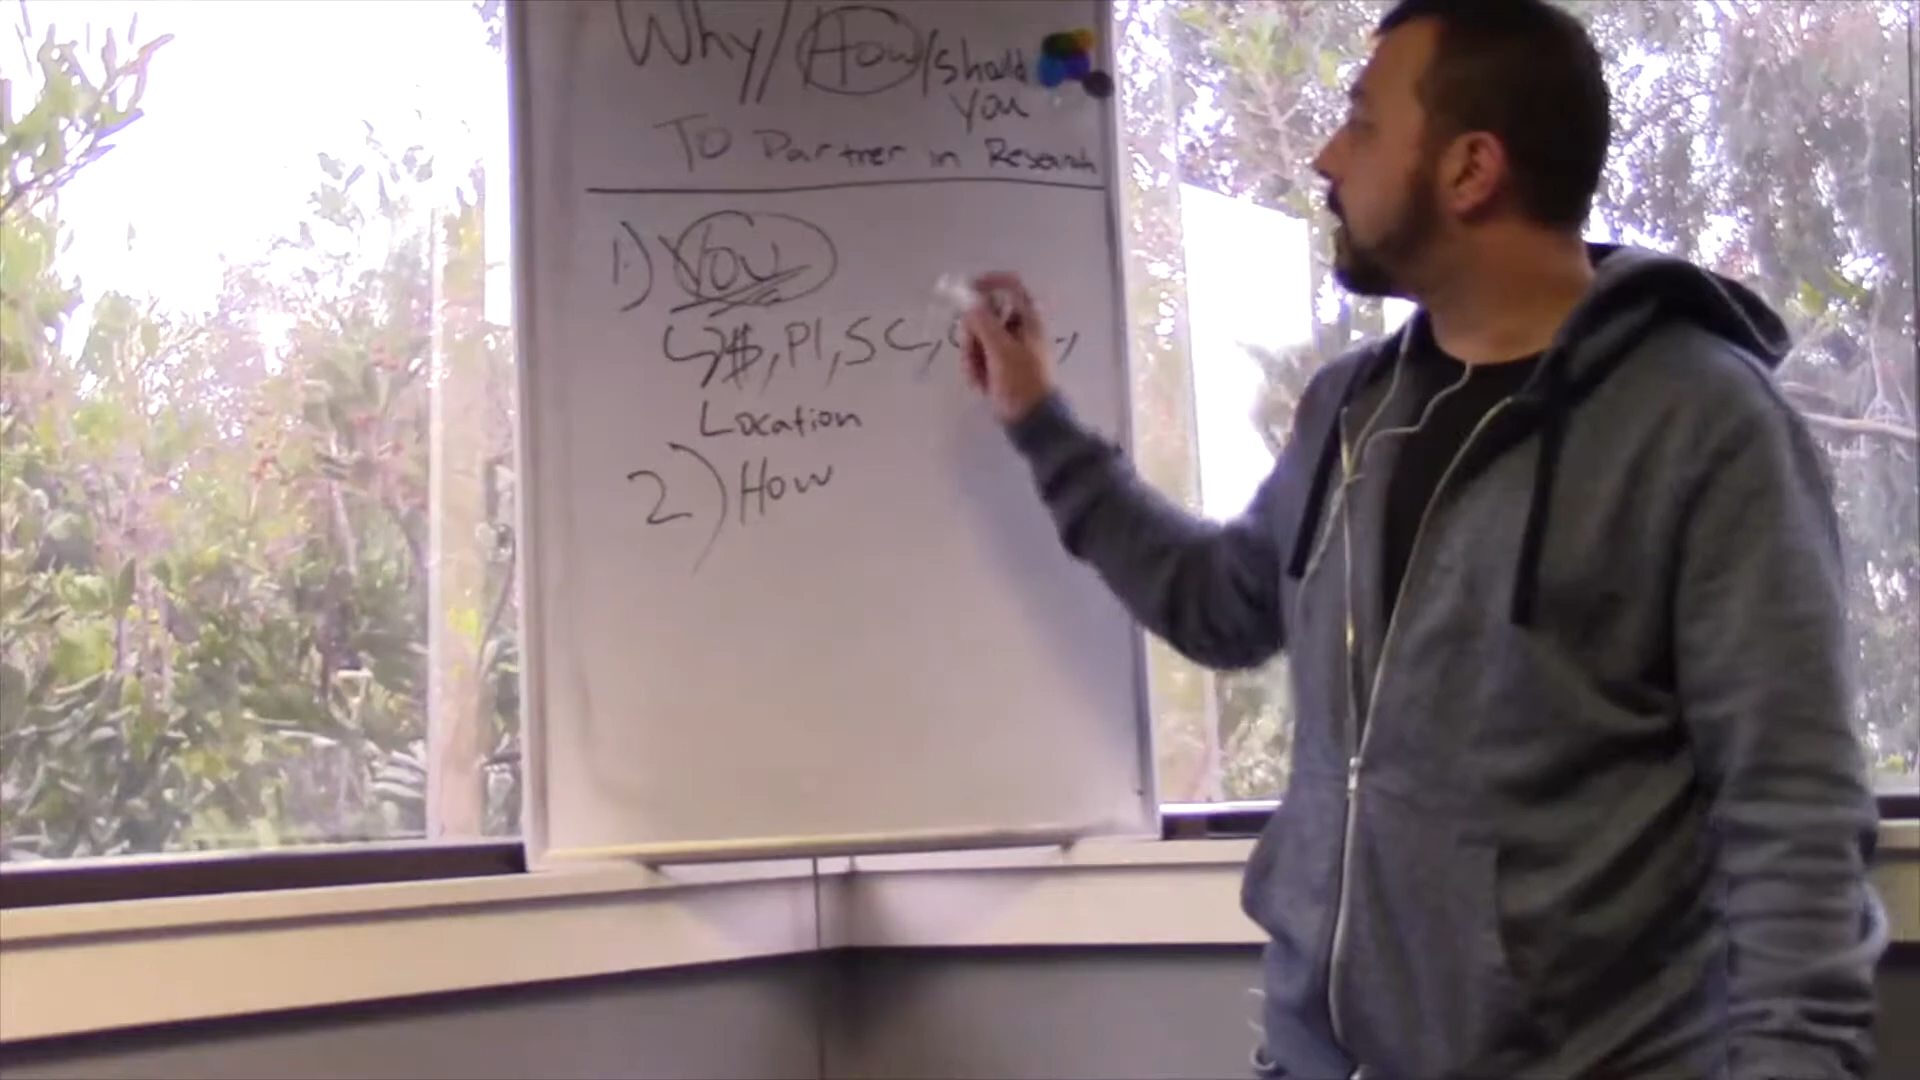 Why/How/should
you
To Partner in Research
1) You
$, PI, SC,
Location
2) How